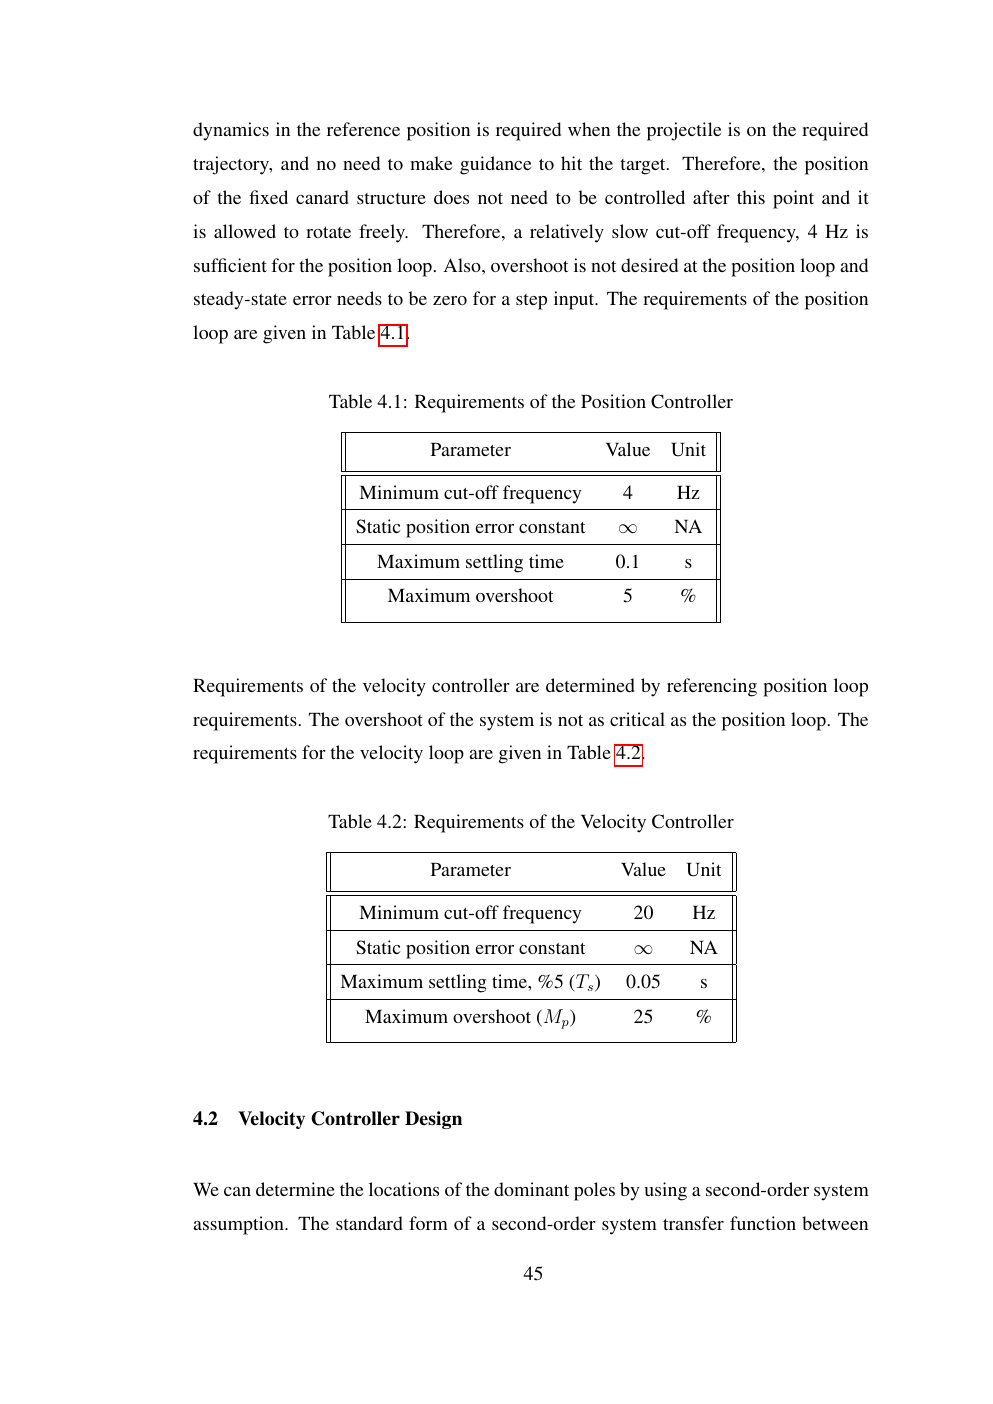 dynamics in the reference position is required when the projectile is on the required
trajectory, and no need to make guidance to hit the target. Therefore, the position
of the fixed canard structure does not need to be controlled after this point and it
is allowed to rotate freely. Therefore, a relatively slow cut-off frequency, 4 Hz is
sufficient for the position loop. Also, overshoot is not desired at the position loop and
steady-state error needs to be zero for a step input. The requirements of the position
loop are given in Table 4.1.
Table 4.1: Requirements of the Position Controller
Parameter Value Unit
Minimum cut-off frequency 4 Hz
Static position error constant ∞ NA
Maximum settling time 0.1 s
Maximum overshoot 5 %
Requirements of the velocity controller are determined by referencing position loop
requirements. The overshoot of the system is not as critical as the position loop. The
requirements for the velocity loop are given in Table 4.2.
Table 4.2: Requirements of the Velocity Controller
Parameter Value Unit
Minimum cut-off frequency 20 Hz
Static position error constant ∞ NA
Maximum settling time, %5 (Ts) 0.05 s
Maximum overshoot (Mp) 25 %
4.2 Velocity Controller Design
We can determine the locations of the dominant poles by using a second-order system
assumption. The standard form of a second-order system transfer function between
45